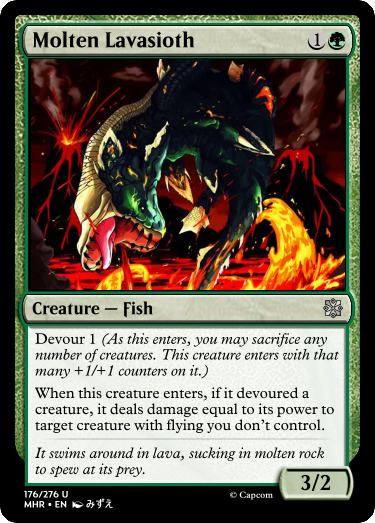 Molten Lavasioth 1
Creature — Fish
Devour 1 (As this enters, you may sacrifice any
number of creatures. This creature enters with that
many +1/+1 counters on it.)
When this creature enters, if it devoured a
creature, it deals damage equal to its power to
target creature with flying you don't control.
It swims around in lava, sucking in molten rock
to spew at its prey.
3/2
176/276 U
MHR • EN みずえ © Capcom